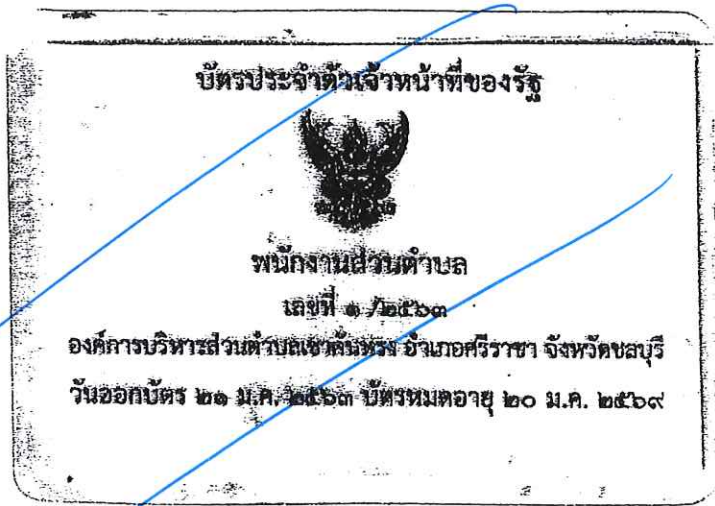 บัตรประจำตัวเจ้าหน้าที่ของรัฐ
พนักงานส่วนตำบล
เลขที่ ๑ /๒๕๖๓
องค์การบริหารส่วนตำบลเขาคันทรง อำเภอศรีราชา จังหวัดชลบุรี
วันออกบัตร ๒๑ ม.ค. ๒๕๖๓ บัตรหมดอายุ ๒๐ ม.ค. ๒๕๖๙